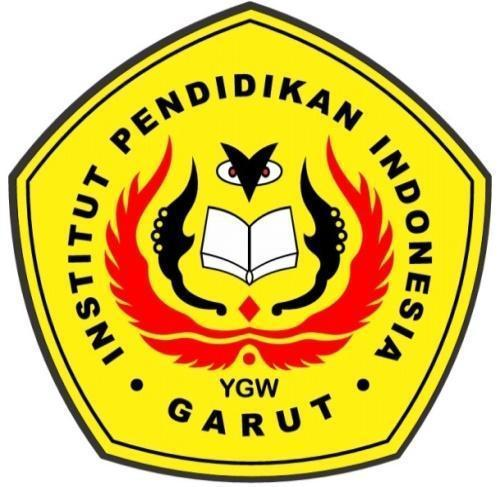 INSTITUT PENDIDIKAN INDONESIA
YGW
• GARUT •